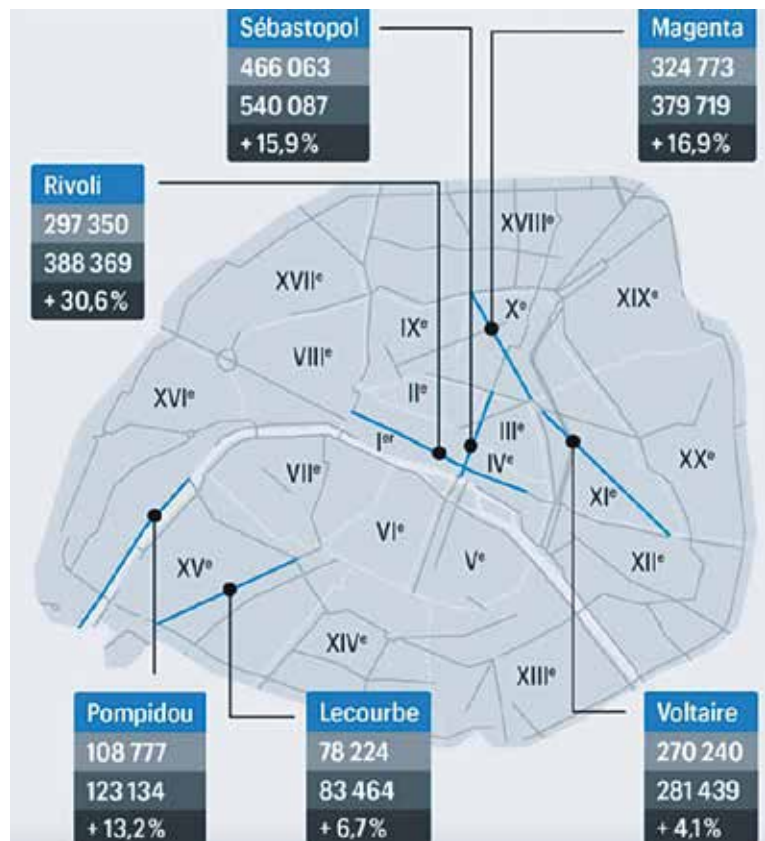 Sébastopol
466 063
540 087
+15,9%
Magenta
324 773
379 719
+16,9%
Rivoli
297 350
388 369
+30,6%
XVIIIe
XVIIe
XIXe
Xe
IXe
VIIIe
IIe
XVIe
Ier
IIIe
IVe
XXe
VIIe
XIe
VIe
Ve
XVe
XIIe
XIVe
XIIIe
Pompidou
108 777
123 134
+13,2%
Lecourbe
78 224
83 464
+6,7%
Voltaire
270 240
281 439
+4,1%